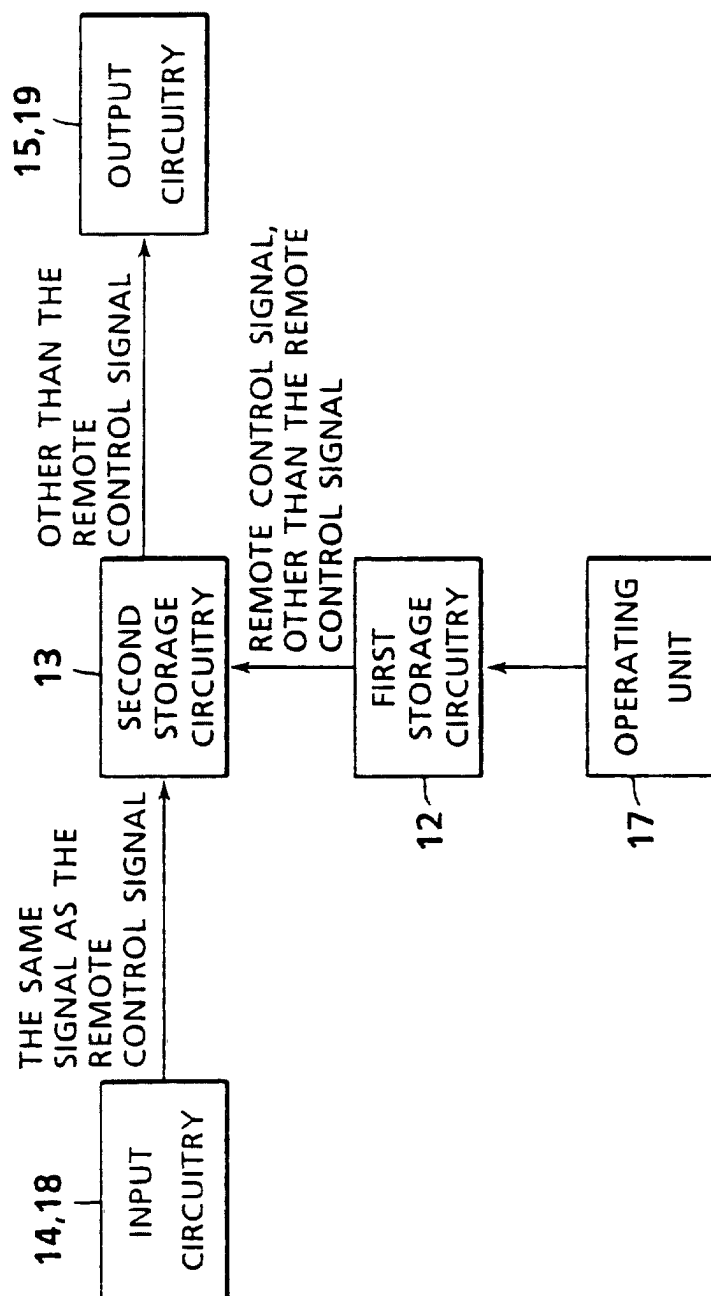 14,18
INPUT
CIRCUITRY
THE SAME
SIGNAL AS THE
REMOTE
CONTROL SIGNAL
13
SECOND
STORAGE
CIRCUITRY
OTHER THAN THE
REMOTE
CONTROL SIGNAL
15,19
OUTPUT
CIRCUITRY
REMOTE CONTROL SIGNAL,
OTHER THAN THE REMOTE
CONTROL SIGNAL
12
FIRST
STORAGE
CIRCUITRY
17
OPERATING
UNIT